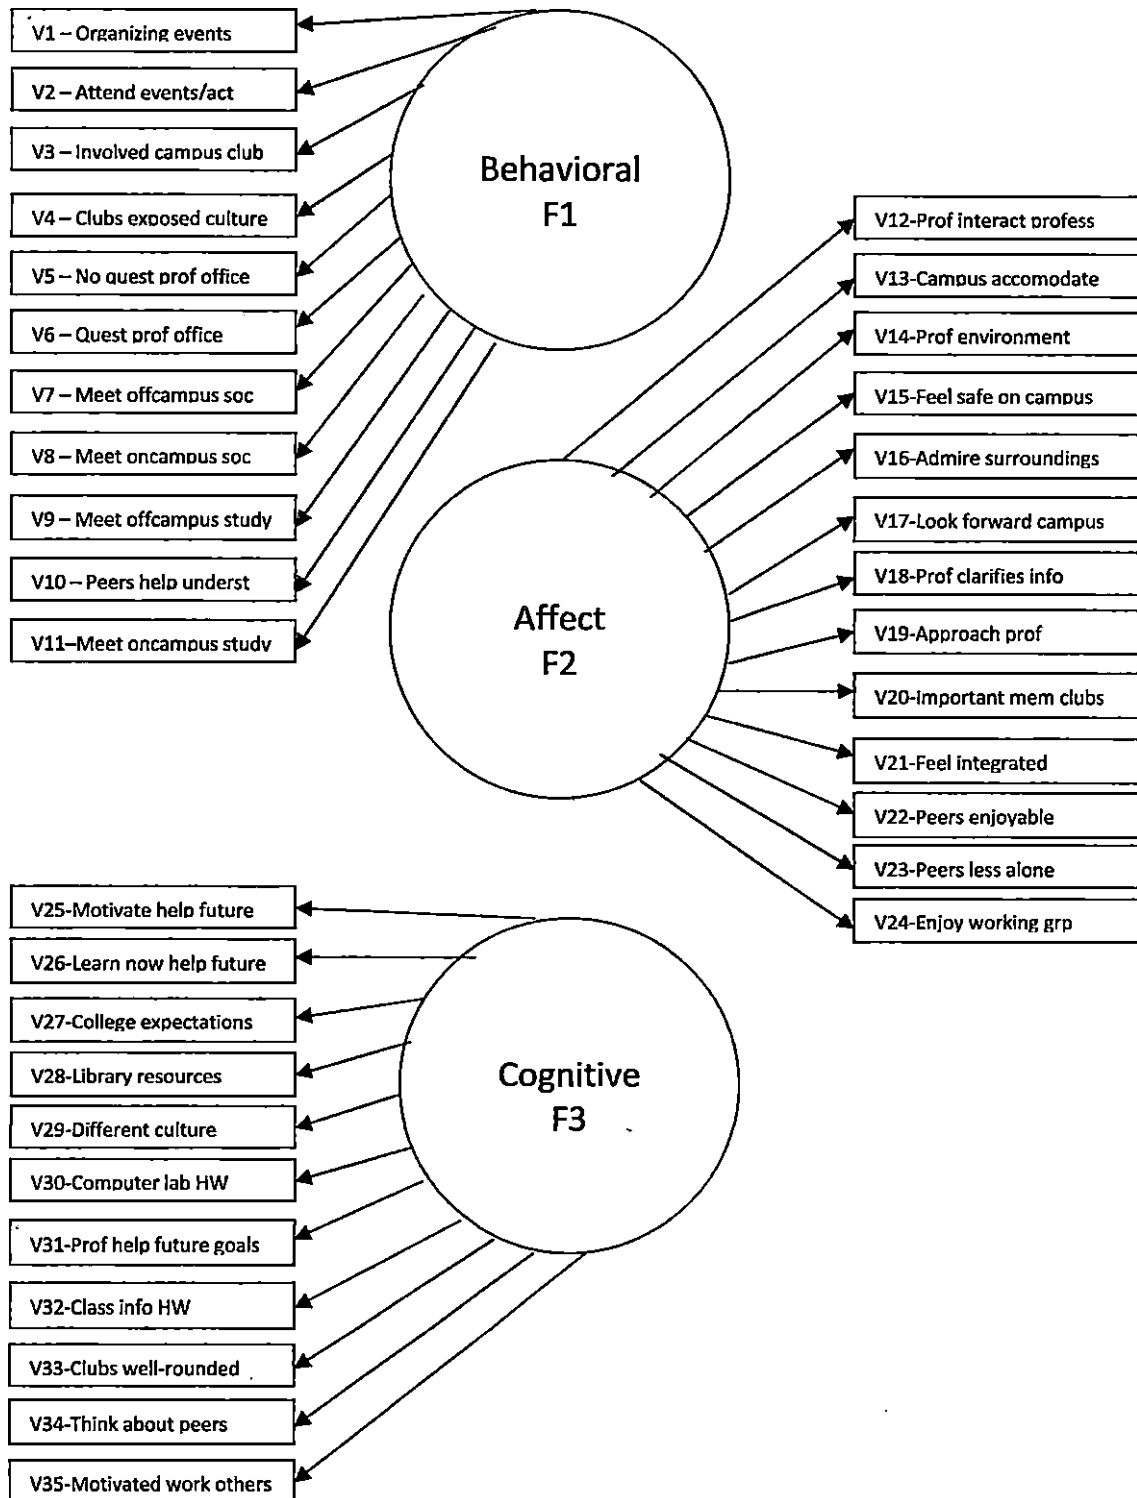 V1 – Organizing events
V2 – Attend events/act
V3 – Involved campus club
V4 – Clubs exposed culture
V5 – No quest prof office
V6 – Quest prof office
V7 – Meet offcampus soc
V8 – Meet oncampus soc
V9 – Meet offcampus study
V10 – Peers help underst
V11–Meet oncampus study
Behavioral
F1
V12-Prof interact profess
V13-Campus accomodate
V14-Prof environment
V15-Feel safe on campus
V16-Admire surroundings
V17-Look forward campus
V18-Prof clarifies info
V19-Approach prof
V20-Important mem clubs
V21-Feel integrated
V22-Peers enjoyable
V23-Peers less alone
V24-Enjoy working grp
Affect
F2
V25-Motivate help future
V26-Learn now help future
V27-College expectations
V28-Library resources
V29-Different culture
V30-Computer lab HW
V31-Prof help future goals
V32-Class info HW
V33-Clubs well-rounded
V34-Think about peers
V35-Motivated work others
Cognitive
F3